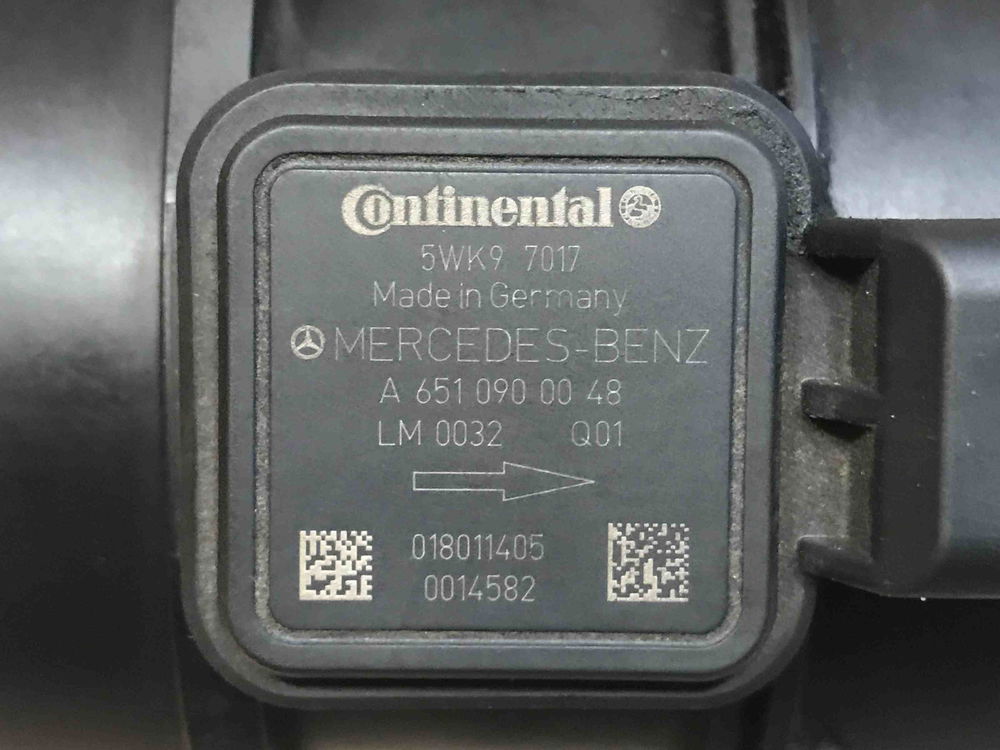 Continental
5WK9 7017
Made in Germany
MERCEDES-BENZ
A 651 090 00 48
LM 0032 Q01
018011405
0014582